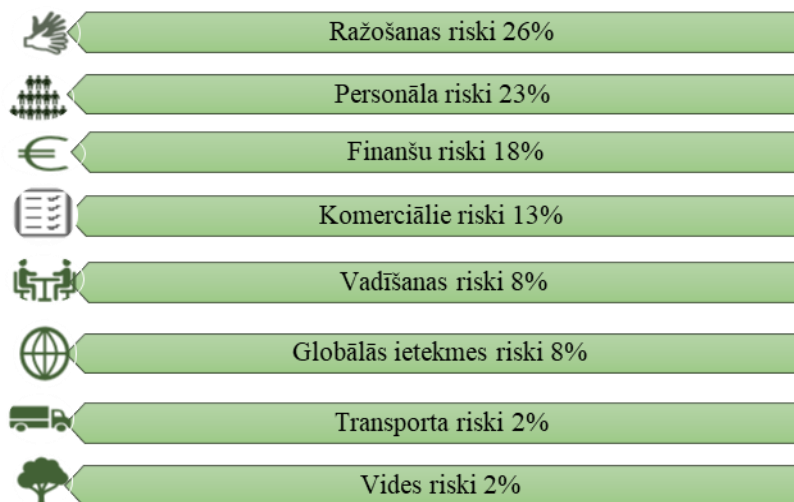 Ražošanas riski 26%
Personāla riski 23%
Finanšu riski 18%
Komerciālie riski 13%
Vadīšanas riski 8%
Globālās ietekmes riski 8%
Transporta riski 2%
Vides riski 2%